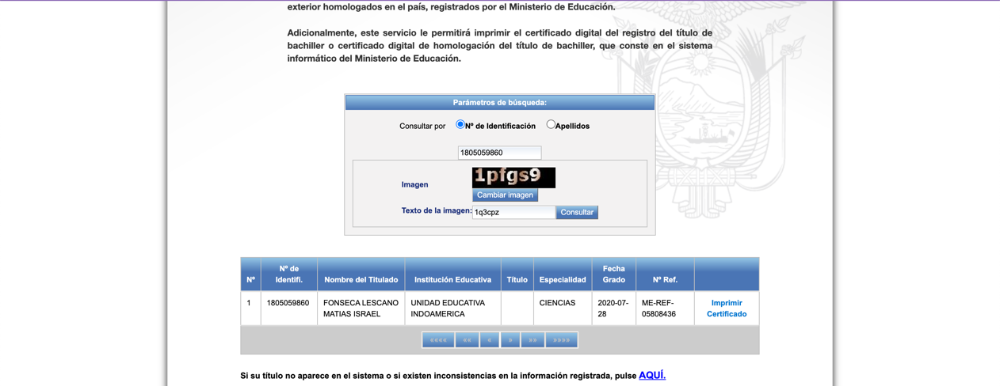 exterior homologados en el país, registrados por el Ministerio de Educación.
Adicionalmente, este servicio le permitirá imprimir el certificado digital del registro del título de
bachiller o certificado digital de homologación del título de bachiller, que conste en el sistema
informático del Ministerio de Educación.
Parámetros de búsqueda:
Consultar por Nº de Identificación Apellidos
1805059860
1pfgs9
Imagen
Cambiar imagen
Texto de la imagen: 1q3cpz Consultar
Nº Nº de Identifi. Nombre del Titulado Institución Educativa Título Especialidad Fecha Grado Nº Ref.
1 1805059860 FONSECA LESCANO UNIDAD EDUCATIVA CIENCIAS 2020-07- ME-REF- Imprimir
MATIAS ISRAEL INDOAMERICA 28 05808436 Certificado
«««« «« « » »» »»»»
Si su título no aparece en el sistema o si existen inconsistencias en la información registrada, pulse AQUÍ.